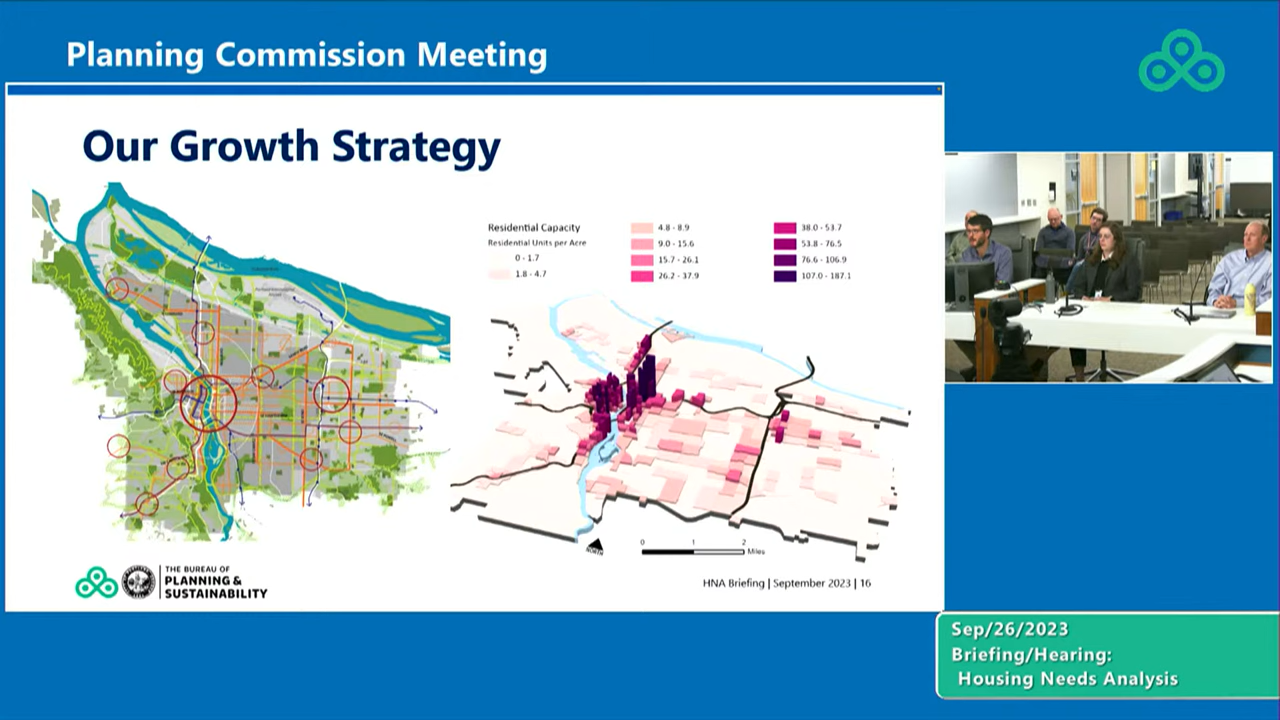 Planning Commission Meeting
Our Growth Strategy
Residential Capacity
Residential Units per Acre
0 - 1.7
1.8 - 4.7
4.8 - 8.9
9.0 - 15.6
15.7 - 26.1
26.2 - 37.9
38.0 - 53.7
53.8 - 76.5
76.6 - 106.9
107.0 - 187.1
NORTH
0 1 2
Miles
THE BUREAU OF
PLANNING &
SUSTAINABILITY
HNA Briefing | September 2023 | 16
Sep/26/2023
Briefing/Hearing:
Housing Needs Analysis